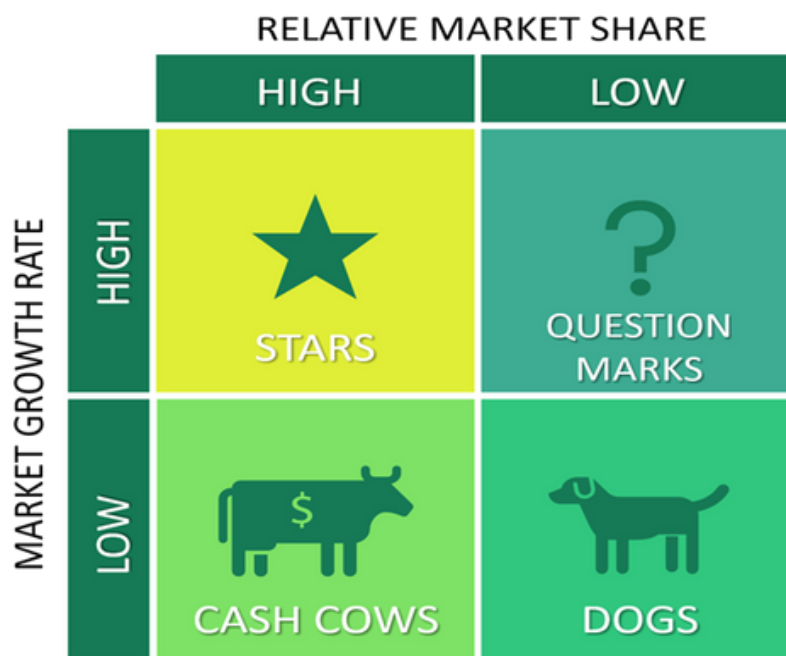 RELATIVE MARKET SHARE
HIGH
LOW
MARKET GROWTH RATE
HIGH
STARS
?
QUESTION
MARKS
LOW
$
CASH COWS
DOGS